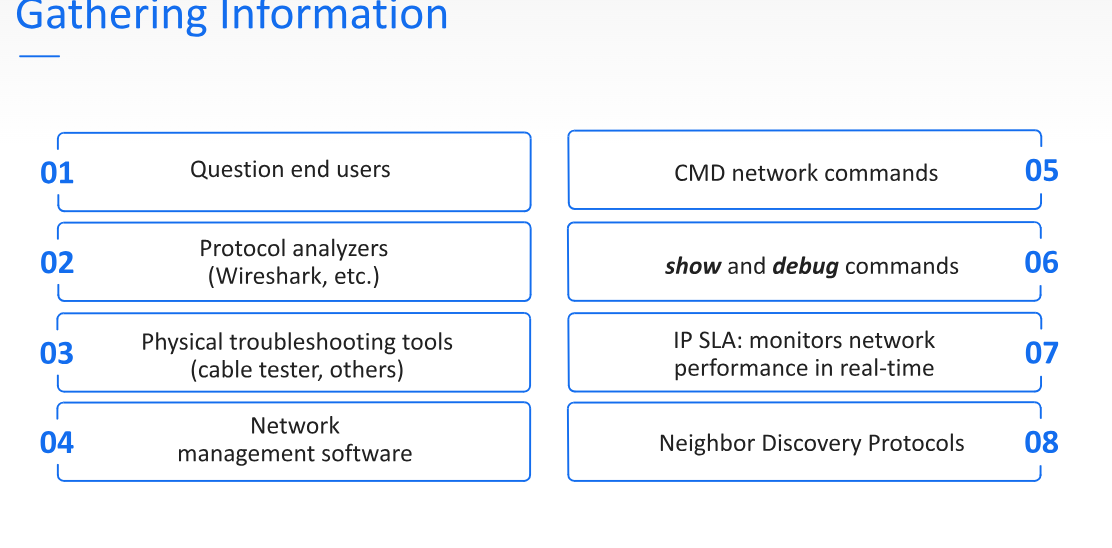 Gathering Information
01
Question end users
02
Protocol analyzers
(Wireshark, etc.)
03
Physical troubleshooting tools
(cable tester, others)
04
Network
management software
CMD network commands
05
show and debug commands
06
IP SLA: monitors network
performance in real-time
07
Neighbor Discovery Protocols
08